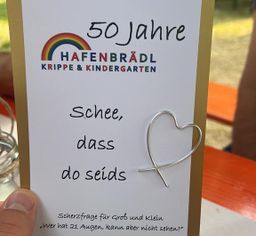 50 Jahre
HAFENBRÄDL
KRIPPE & KINDERGARTEN
Schee,
dass
do seids
Scherzfrage für Groß und Klein
„Wer hat 21 Augen, kann aber nicht sehen?"